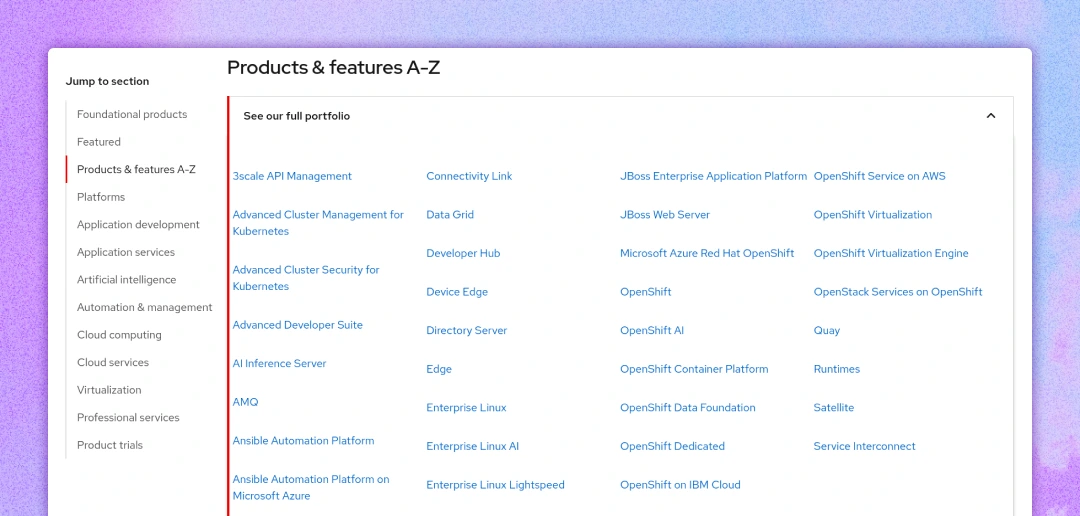 Products & features A-Z
Jump to section
Foundational products
Featured
Products & features A-Z
Platforms
Application development
Application services
Artificial intelligence
Automation & management
Cloud computing
Cloud services
Virtualization
Professional services
Product trials
See our full portfolio
3scale API Management
Advanced Cluster Management for
Kubernetes
Advanced Cluster Security for
Kubernetes
Advanced Developer Suite
AI Inference Server
AMQ
Ansible Automation Platform
Ansible Automation Platform on
Microsoft Azure
Connectivity Link
Data Grid
Developer Hub
Device Edge
Directory Server
Edge
Enterprise Linux
Enterprise Linux AI
Enterprise Linux Lightspeed
JBoss Enterprise Application Platform
JBoss Web Server
Microsoft Azure Red Hat OpenShift
OpenShift
OpenShift AI
OpenShift Container Platform
OpenShift Data Foundation
OpenShift Dedicated
OpenShift on IBM Cloud
OpenShift Service on AWS
OpenShift Virtualization
OpenShift Virtualization Engine
OpenStack Services on OpenShift
Quay
Runtimes
Satellite
Service Interconnect